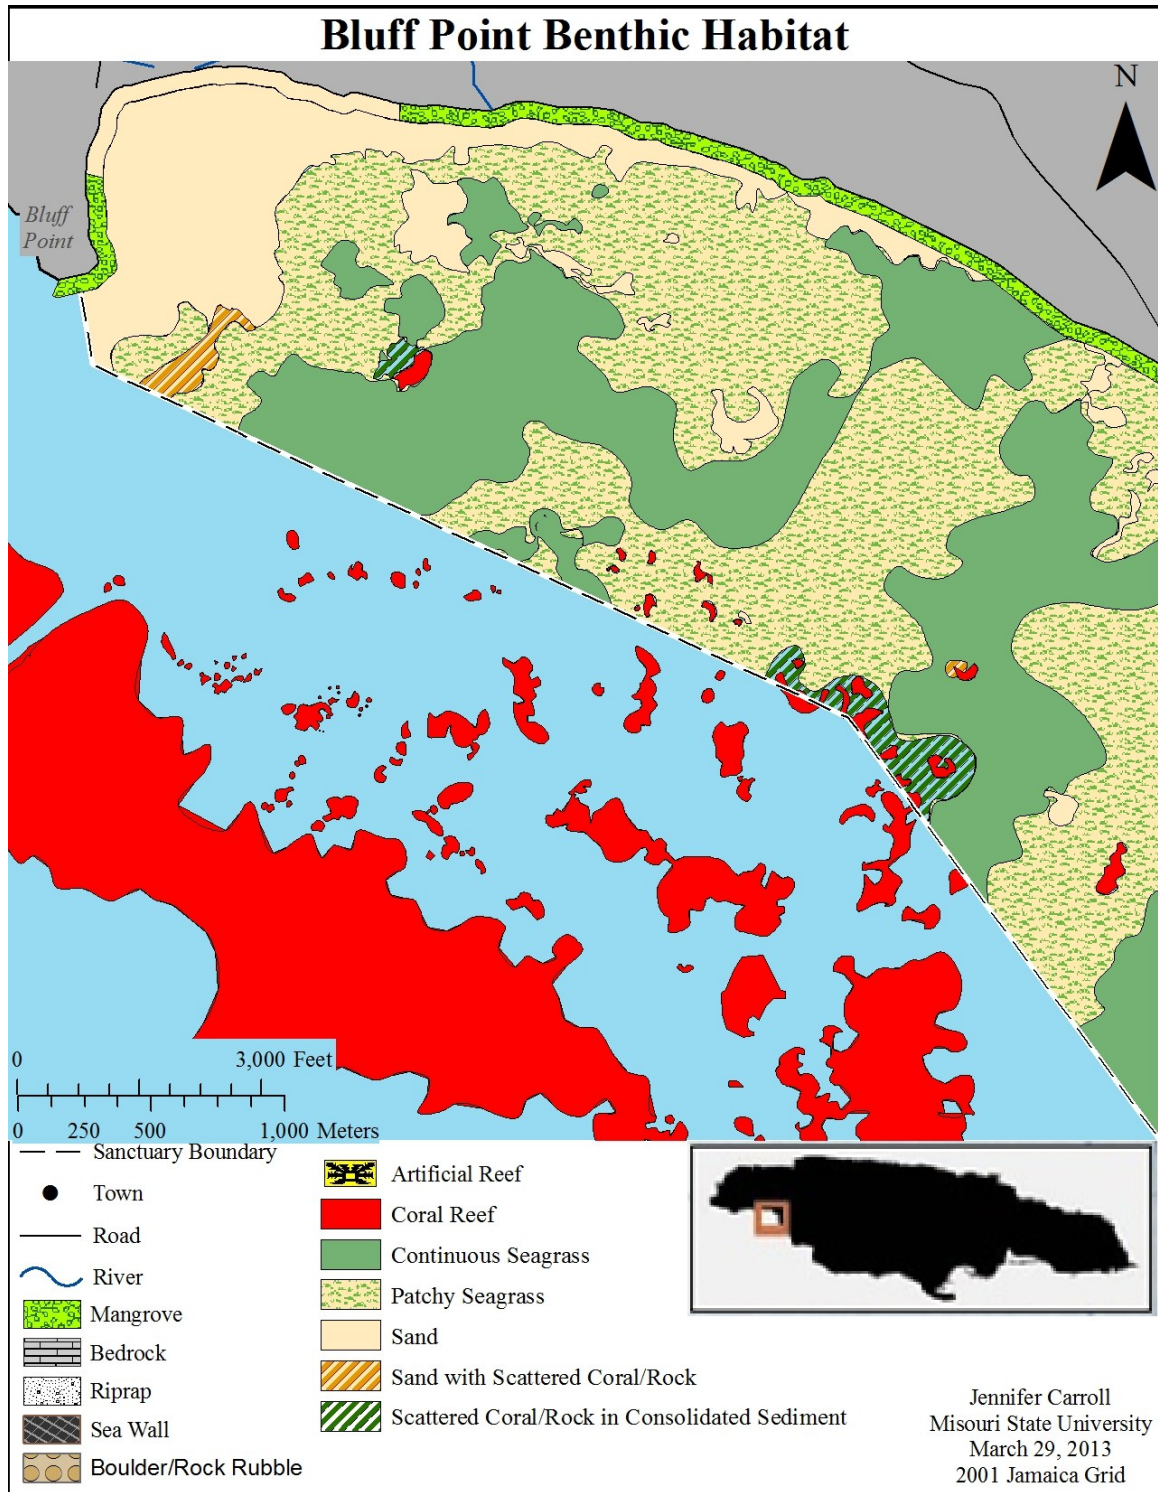 Bluff Point Benthic Habitat
N
Bluff
Point
0 3,000 Feet
0 250 500 1,000 Meters
Sanctuary Boundary
Town
Road
River
Mangrove
Bedrock
Riprap
Sea Wall
Boulder/Rock Rubble
Artificial Reef
Coral Reef
Continuous Seagrass
Patchy Seagrass
Sand
Sand with Scattered Coral/Rock
Scattered Coral/Rock in Consolidated Sediment
Jennifer Carroll
Misouri State University
March 29, 2013
2001 Jamaica Grid